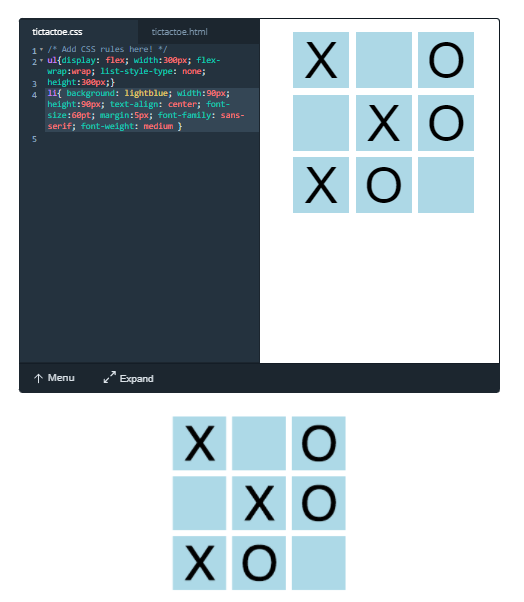 tictactoe.css tictactoe.html
1 /* Add CSS rules here! */
2 ul{display: flex; width:300px; flex-
wrap:wrap; list-style-type: none;
3 height:300px;}
4 li{ background: lightblue; width:90px;
height:90px; text-align: center; font-
size:60pt; margin:5px; font-family: sans-
serif; font-weight: medium }
5
X O
X O
X O
Menu Expand
X O
X O
X O